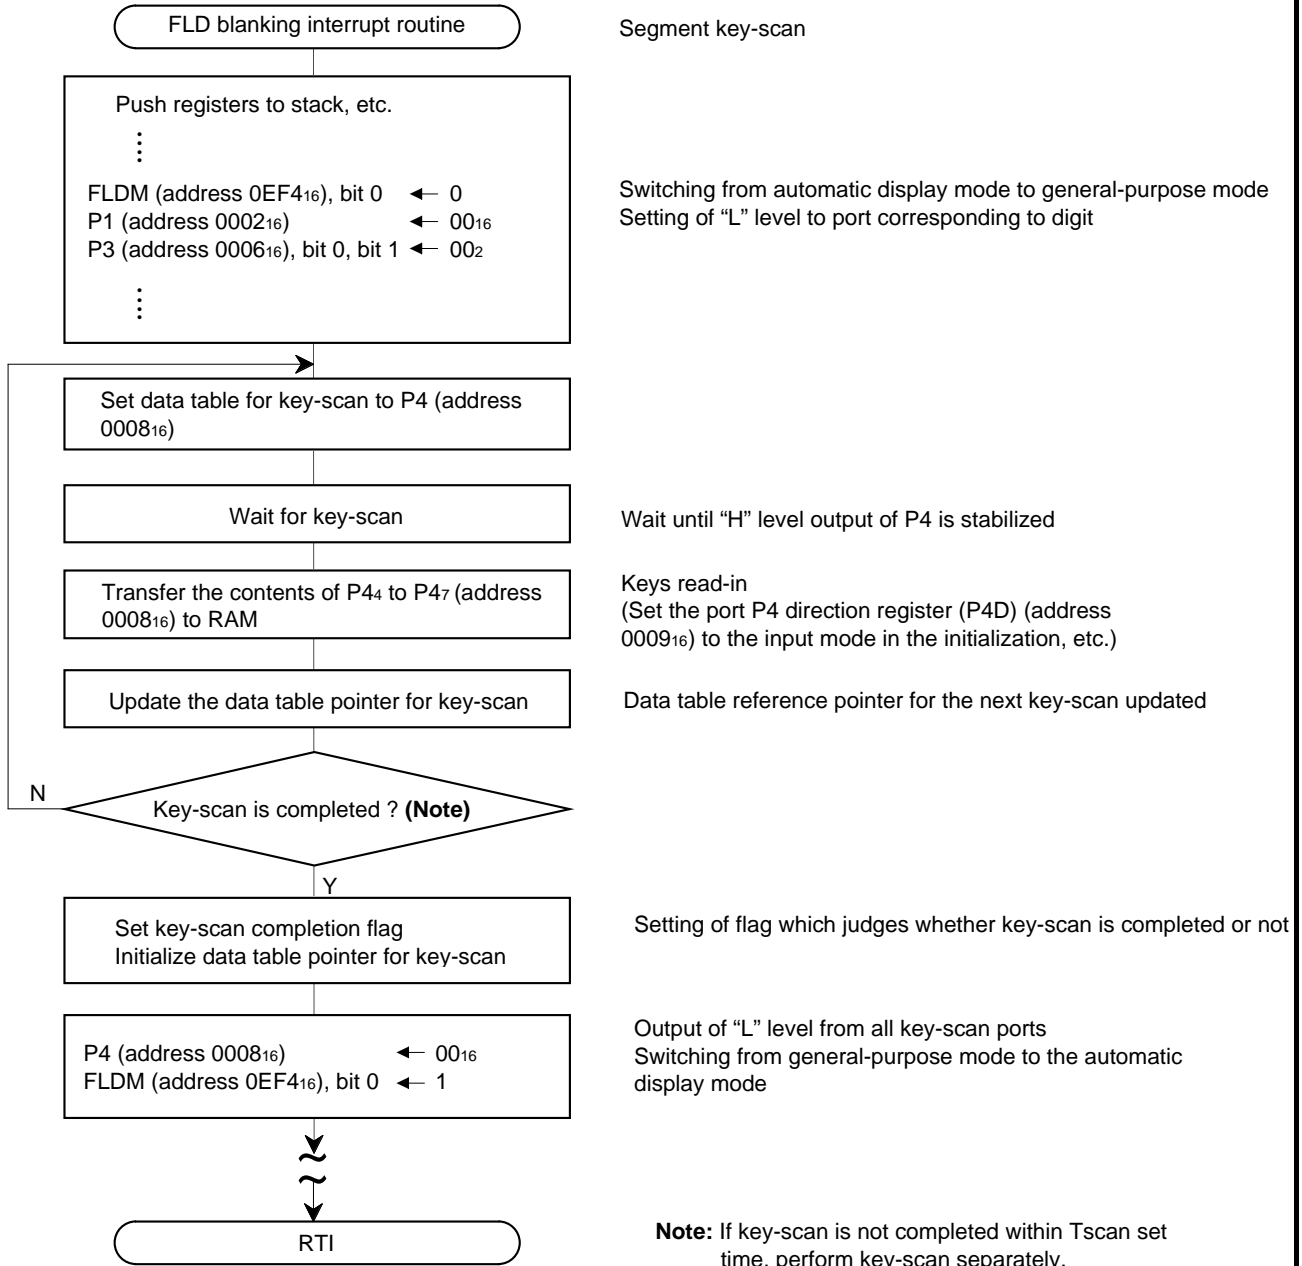 FLD blanking interrupt routine
Segment key-scan
Push registers to stack, etc.
FLDM (address 0EF416), bit 0 ← 0
Switching from automatic display mode to general-purpose mode
P1 (address 000216) ← 0016
Setting of “L” level to port corresponding to digit
P3 (address 000616), bit 0, bit 1 ← 002
Set data table for key-scan to P4 (address
000816)
Wait for key-scan
Wait until “H” level output of P4 is stabilized
Transfer the contents of P44 to P47 (address
000816) to RAM
Keys read-in
(Set the port P4 direction register (P4D) (address
000916) to the input mode in the initialization, etc.)
Update the data table pointer for key-scan
Data table reference pointer for the next key-scan updated
N
Key-scan is completed ? (Note)
Y
Set key-scan completion flag
Initialize data table pointer for key-scan
Setting of flag which judges whether key-scan is completed or not
P4 (address 000816) ← 0016
FLDM (address 0EF416), bit 0 ← 1
Output of “L” level from all key-scan ports
Switching from general-purpose mode to the automatic
display mode
RTI
Note: If key-scan is not completed within Tscan set
time, perform key-scan separately.